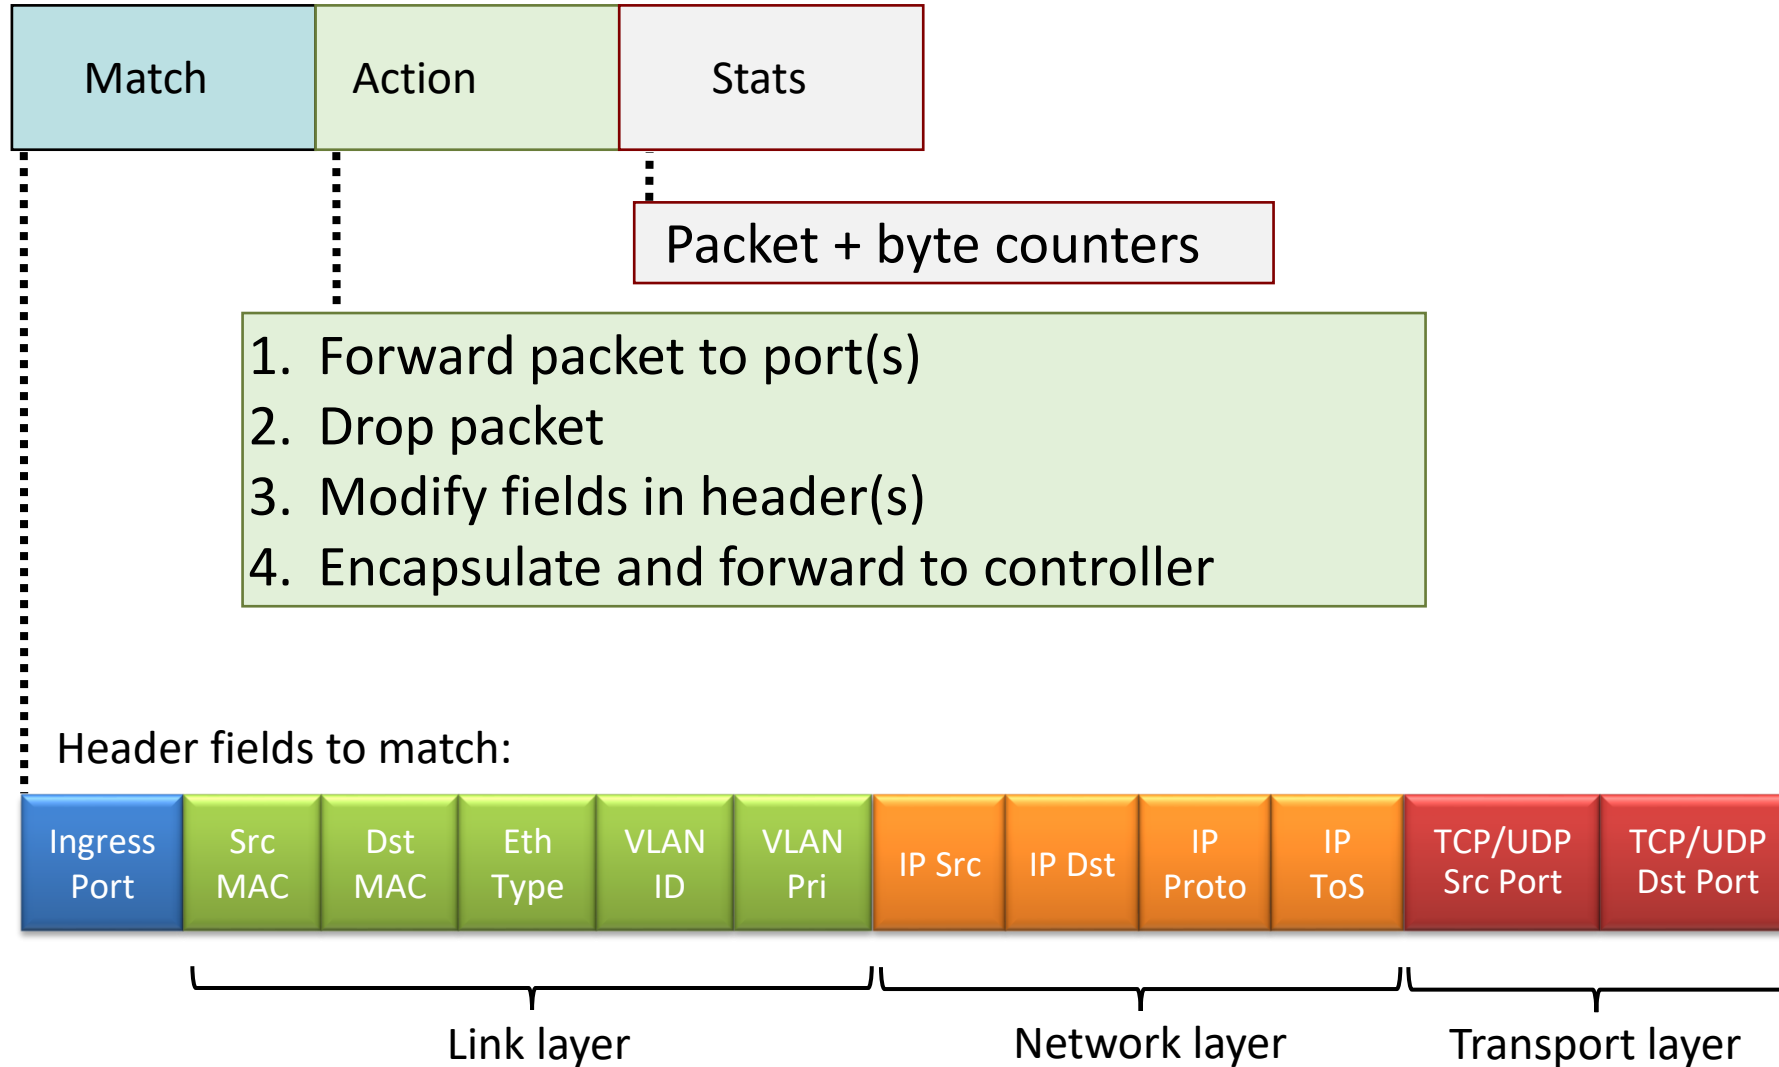 Match Action Stats
Packet + byte counters
1. Forward packet to port(s)
2. Drop packet
3. Modify fields in header(s)
4. Encapsulate and forward to controller
Header fields to match:
Ingress
Port
Src
MAC
Dst
MAC
Eth
Type
VLAN
ID
VLAN
Pri
IP Src
IP Dst
IP
Proto
IP
ToS
TCP/UDP
Src Port
TCP/UDP
Dst Port
Link layer
Network layer
Transport layer